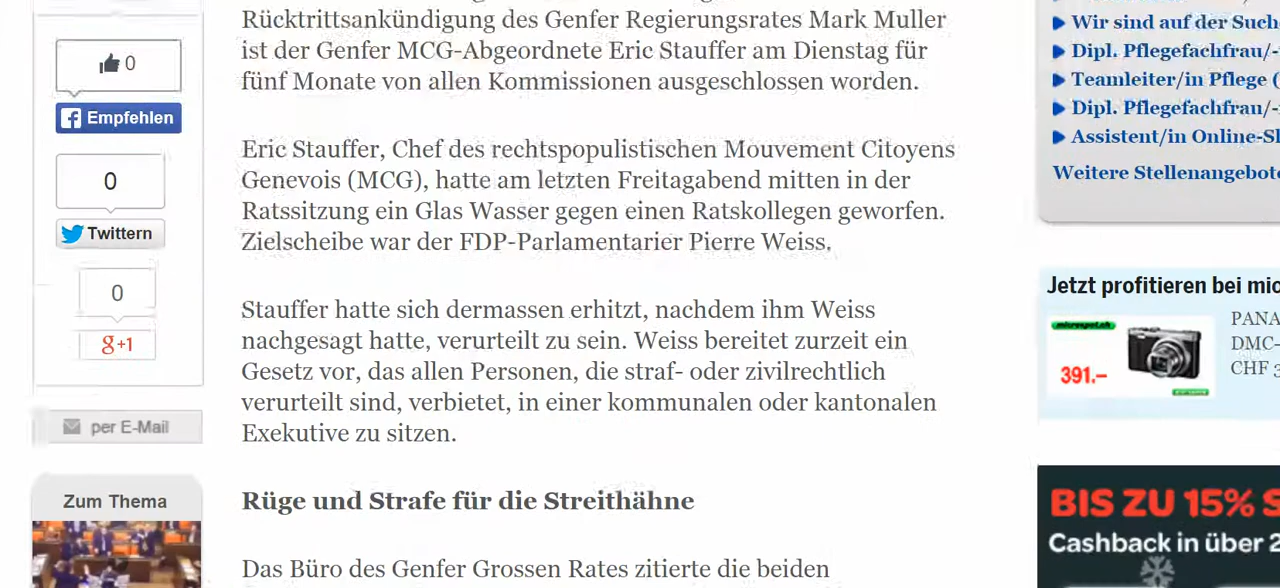 0
Empfehlen
0
Twittern
0
g+1
per E-Mail
Zum Thema
Rücktrittsankündigung des Genfer Regierungsrates Mark Muller
ist der Genfer MCG-Abgeordnete Eric Stauffer am Dienstag für
fünf Monate von allen Kommissionen ausgeschlossen worden.
Eric Stauffer, Chef des rechtspopulistischen Mouvement Citoyens
Genevois (MCG), hatte am letzten Freitagabend mitten in der
Ratssitzung ein Glas Wasser gegen einen Ratskollegen geworfen.
Zielscheibe war der FDP-Parlamentarier Pierre Weiss.
Stauffer hatte sich dermassen erhitzt, nachdem ihm Weiss
nachgesagt hatte, verurteilt zu sein. Weiss bereitet zurzeit ein
Gesetz vor, das allen Personen, die straf- oder zivilrechtlich
verurteilt sind, verbietet, in einer kommunalen oder kantonalen
Exekutive zu sitzen.
Rüge und Strafe für die Streithähne
Das Büro des Genfer Grossen Rates zitierte die beiden
Wir sind auf der Such
Dipl. Pflegefachfrau/-
Teamleiter/in Pflege (
Dipl. Pflegefachfrau/-
Assistent/in Online-Sh
Weitere Stellenangebote
Jetzt profitieren bei mic
microspot.ch
391.–
PANA
DMC-
CHF 3
BIS ZU 15% S
Cashback in über 2